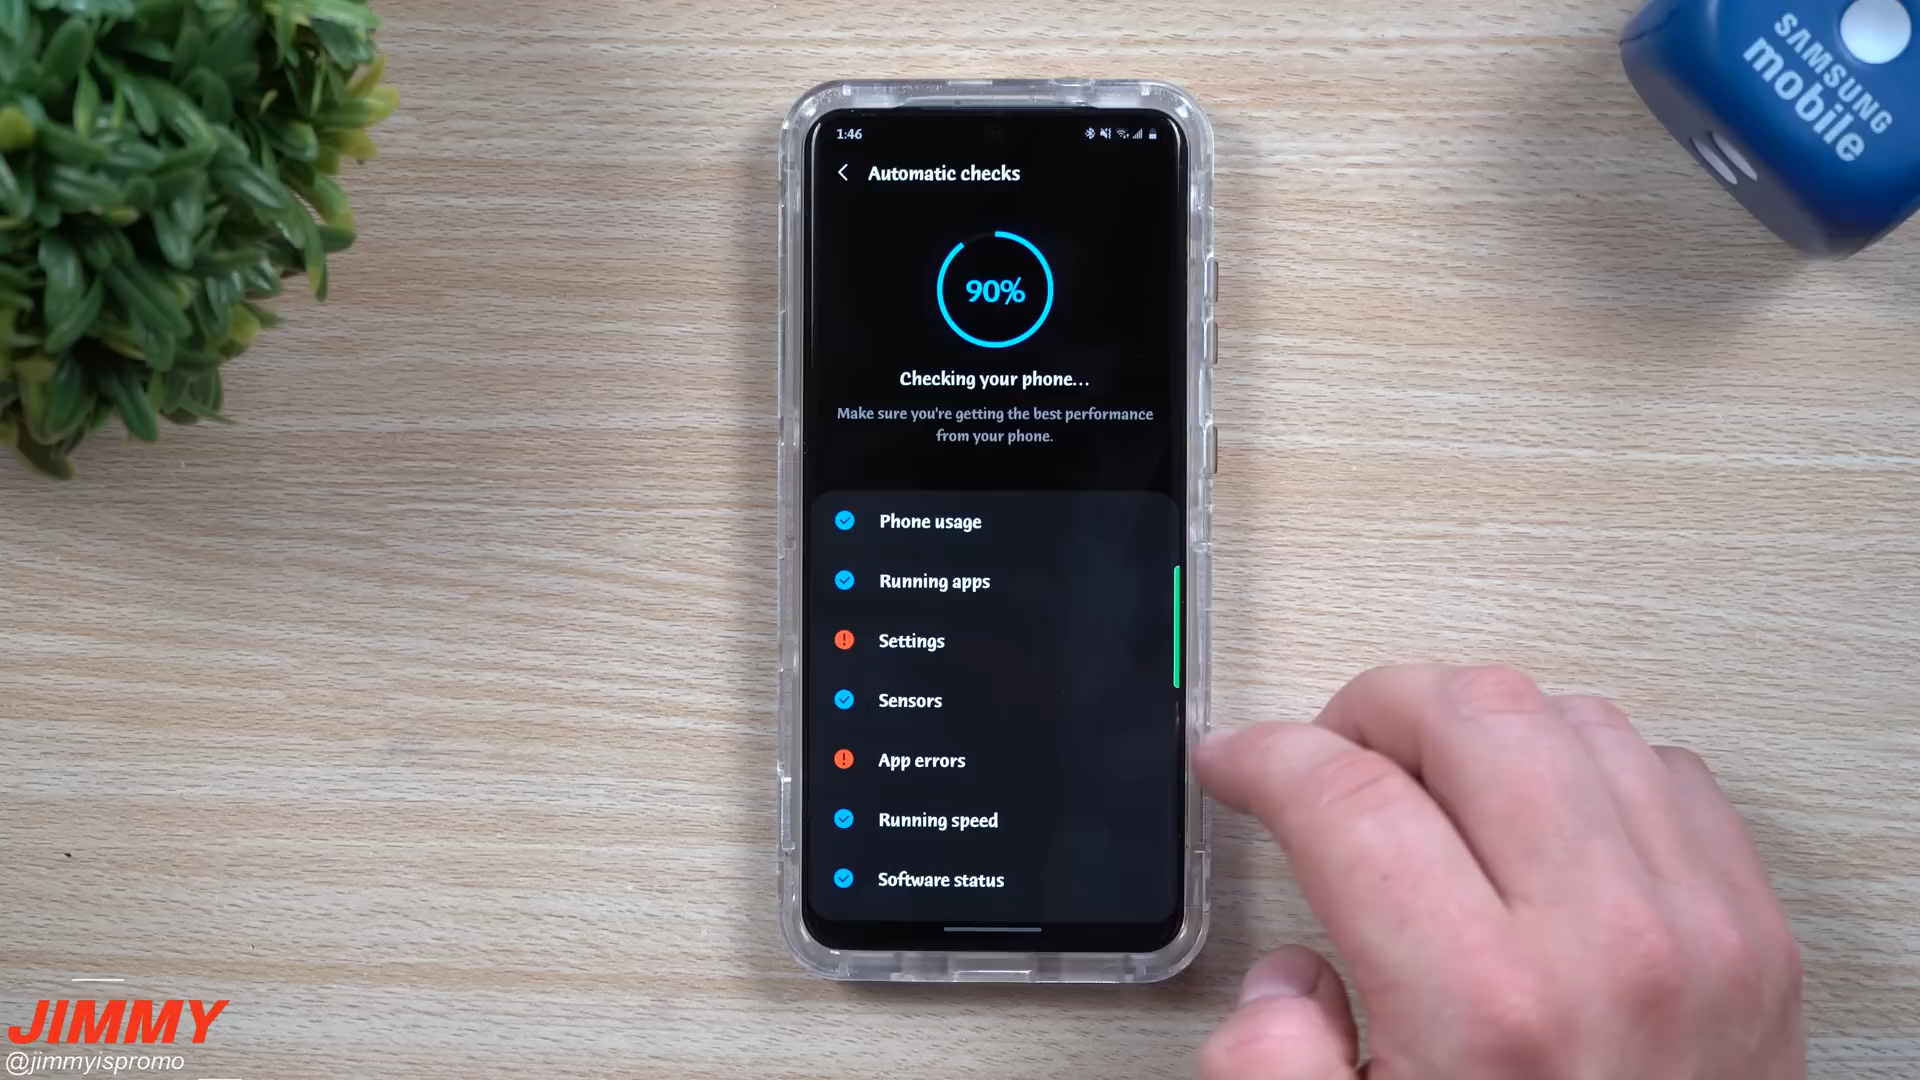 SAMSUNG
mobile
1:46
Automatic checks
90%
Checking your phone...
Make sure you're getting the best performance
from your phone.
Phone usage
Running apps
Settings
Sensors
App errors
Running speed
Software status
JIMMY
@jimmyispromo